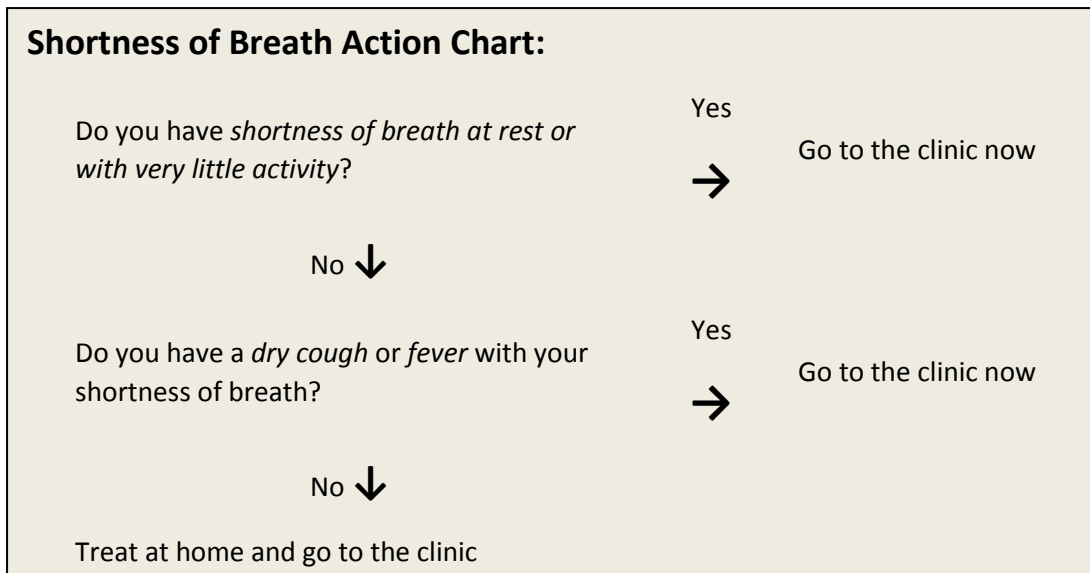 Shortness of Breath Action Chart:
Yes
Do you have shortness of breath at rest or
with very little activity?
Go to the clinic now
→
No ↓
Yes
Do you have a dry cough or fever with your
shortness of breath?
Go to the clinic now
→
No ↓
Treat at home and go to the clinic